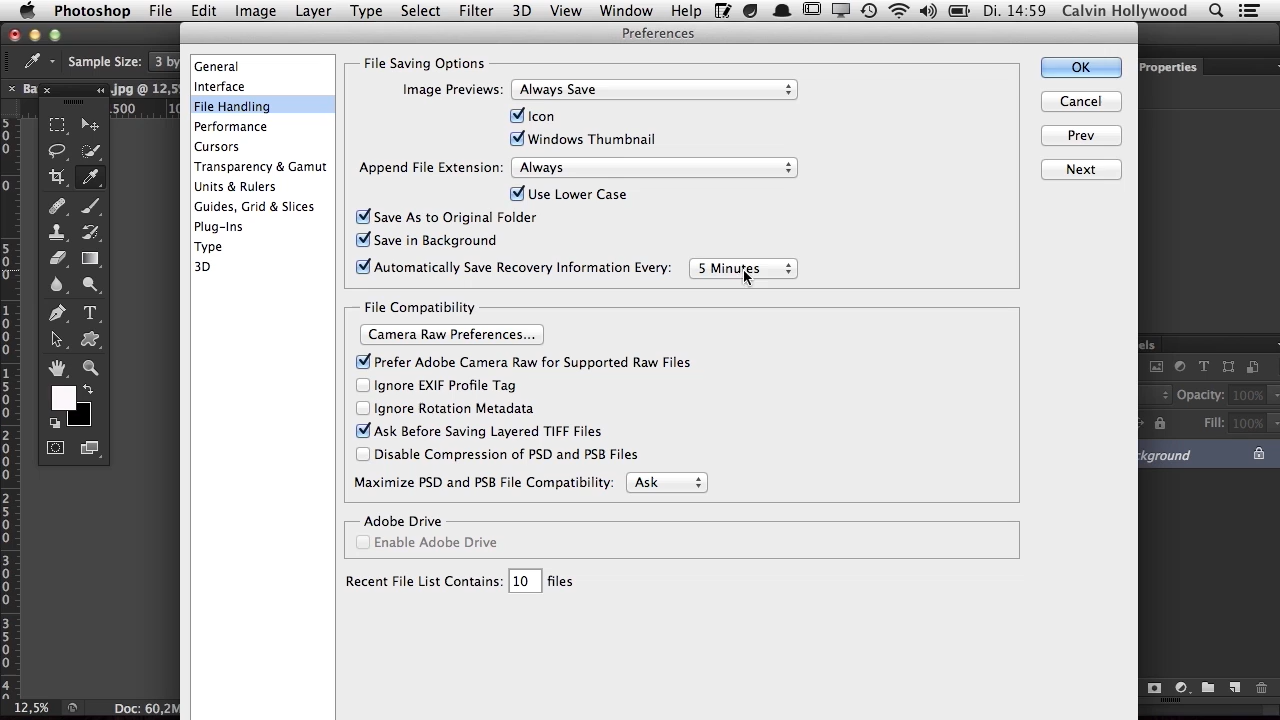 Photoshop File Edit Image Layer Type Select Filter 3D View Window Help Di. 14:59 Calvin Hollywood
Preferences
Sample Size: 3 by
Properties
.jpg @ 12,5
.500
General
Interface
File Handling
Performance
Cursors
Transparency & Gamut
Units & Rulers
Guides, Grid & Slices
Plug-Ins
Type
3D
File Saving Options
Image Previews: Always Save
Icon
Windows Thumbnail
Append File Extension: Always
Use Lower Case
Save As to Original Folder
Save in Background
Automatically Save Recovery Information Every: 5 Minutes
File Compatibility
Camera Raw Preferences...
Prefer Adobe Camera Raw for Supported Raw Files
Ignore EXIF Profile Tag
Ignore Rotation Metadata
Ask Before Saving Layered TIFF Files
Disable Compression of PSD and PSB Files
Maximize PSD and PSB File Compatibility: Ask
Adobe Drive
Enable Adobe Drive
Recent File List Contains: 10 files
OK
Cancel
Prev
Next
els
Opacity: 100%
Fill: 100%
kground
12,5% Doc: 60,2M